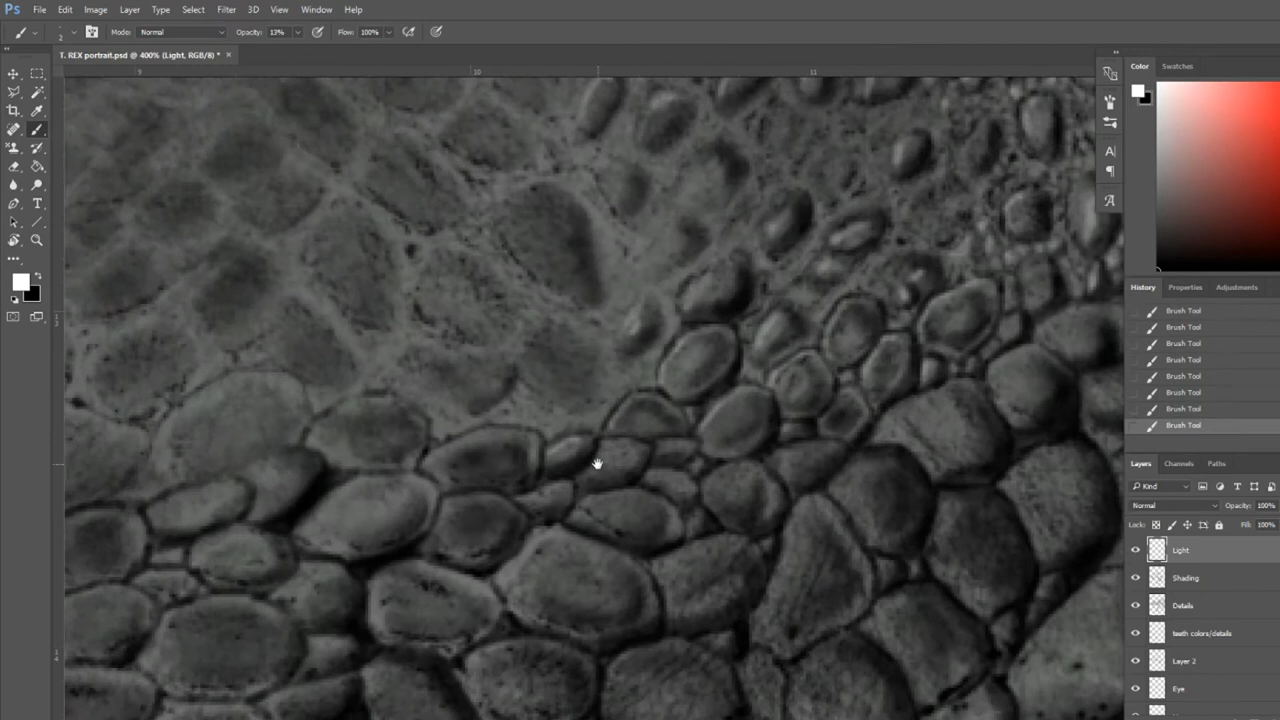 Ps File Edit Image Layer Type Select Filter 3D View Window Help
2 Mode: Normal Opacity: 13% Flow: 100%
T. REX portrait.psd @ 400% (Light, RGB/8) * ×
9 10 11
Color Swatches
History Properties Adjustments
Brush Tool
Brush Tool
Brush Tool
Brush Tool
Brush Tool
Brush Tool
Brush Tool
Brush Tool
Layers Channels Paths
Kind
Normal Opacity: 100%
Lock: Fill: 100%
Light
Shading
Details
teeth colors/details
Layer 2
Eye